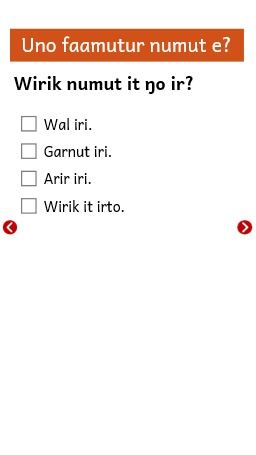 Uno faamutur numut e?
Wirik numut it ŋo ir?
Wal iri.
Garnut iri.
Arir iri.
Wirik it irto.